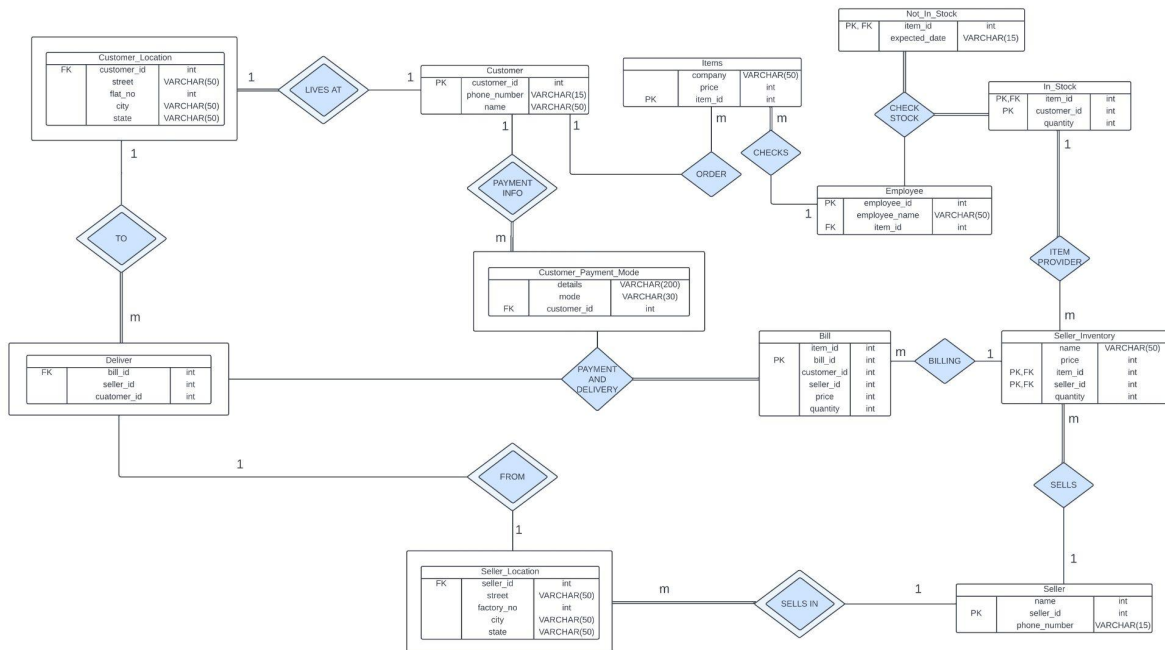 Not_In_Stock
PK, FK item_id int
expected_date VARCHAR(15)
Customer_Location
FK customer_id int
street VARCHAR(50)
flat_no int
city VARCHAR(50)
state VARCHAR(50)
1
LIVES AT
1
Customer
PK customer_id int
phone_number VARCHAR(15)
name VARCHAR(50)
Items
company VARCHAR(50)
price int
PK item_id int
In_Stock
PK,FK item_id int
PK customer_id int
quantity int
CHECK
STOCK
1
1
m
m
1
1
PAYMENT
INFO
ORDER
CHECKS
1
Employee
PK employee_id int
employee_name VARCHAR(50)
FK item_id int
TO
m
m
ITEM
PROVIDER
m
Customer_Payment_Mode
details VARCHAR(200)
mode VARCHAR(30)
FK customer_id int
Deliver
FK bill_id int
seller_id int
cuatomer_id int
PAYMENT
AND
DELIVERY
Bill
item_id int
PK bill_id int
customer_id int
seller_id int
price int
quantity int
m
BILLING
1
Seller_Inventory
name VARCHAR(50)
price int
PK,FK item_id int
PK,FK seller_id int
quantity int
m
1
FROM
SELLS
1
1
Seller_Location
FK seller_id int
street VARCHAR(50)
factory_no int
city VARCHAR(50)
state VARCHAR(50)
m
SELLS IN
1
Seller
name int
PK seller_id int
phone_number VARCHAR(15)